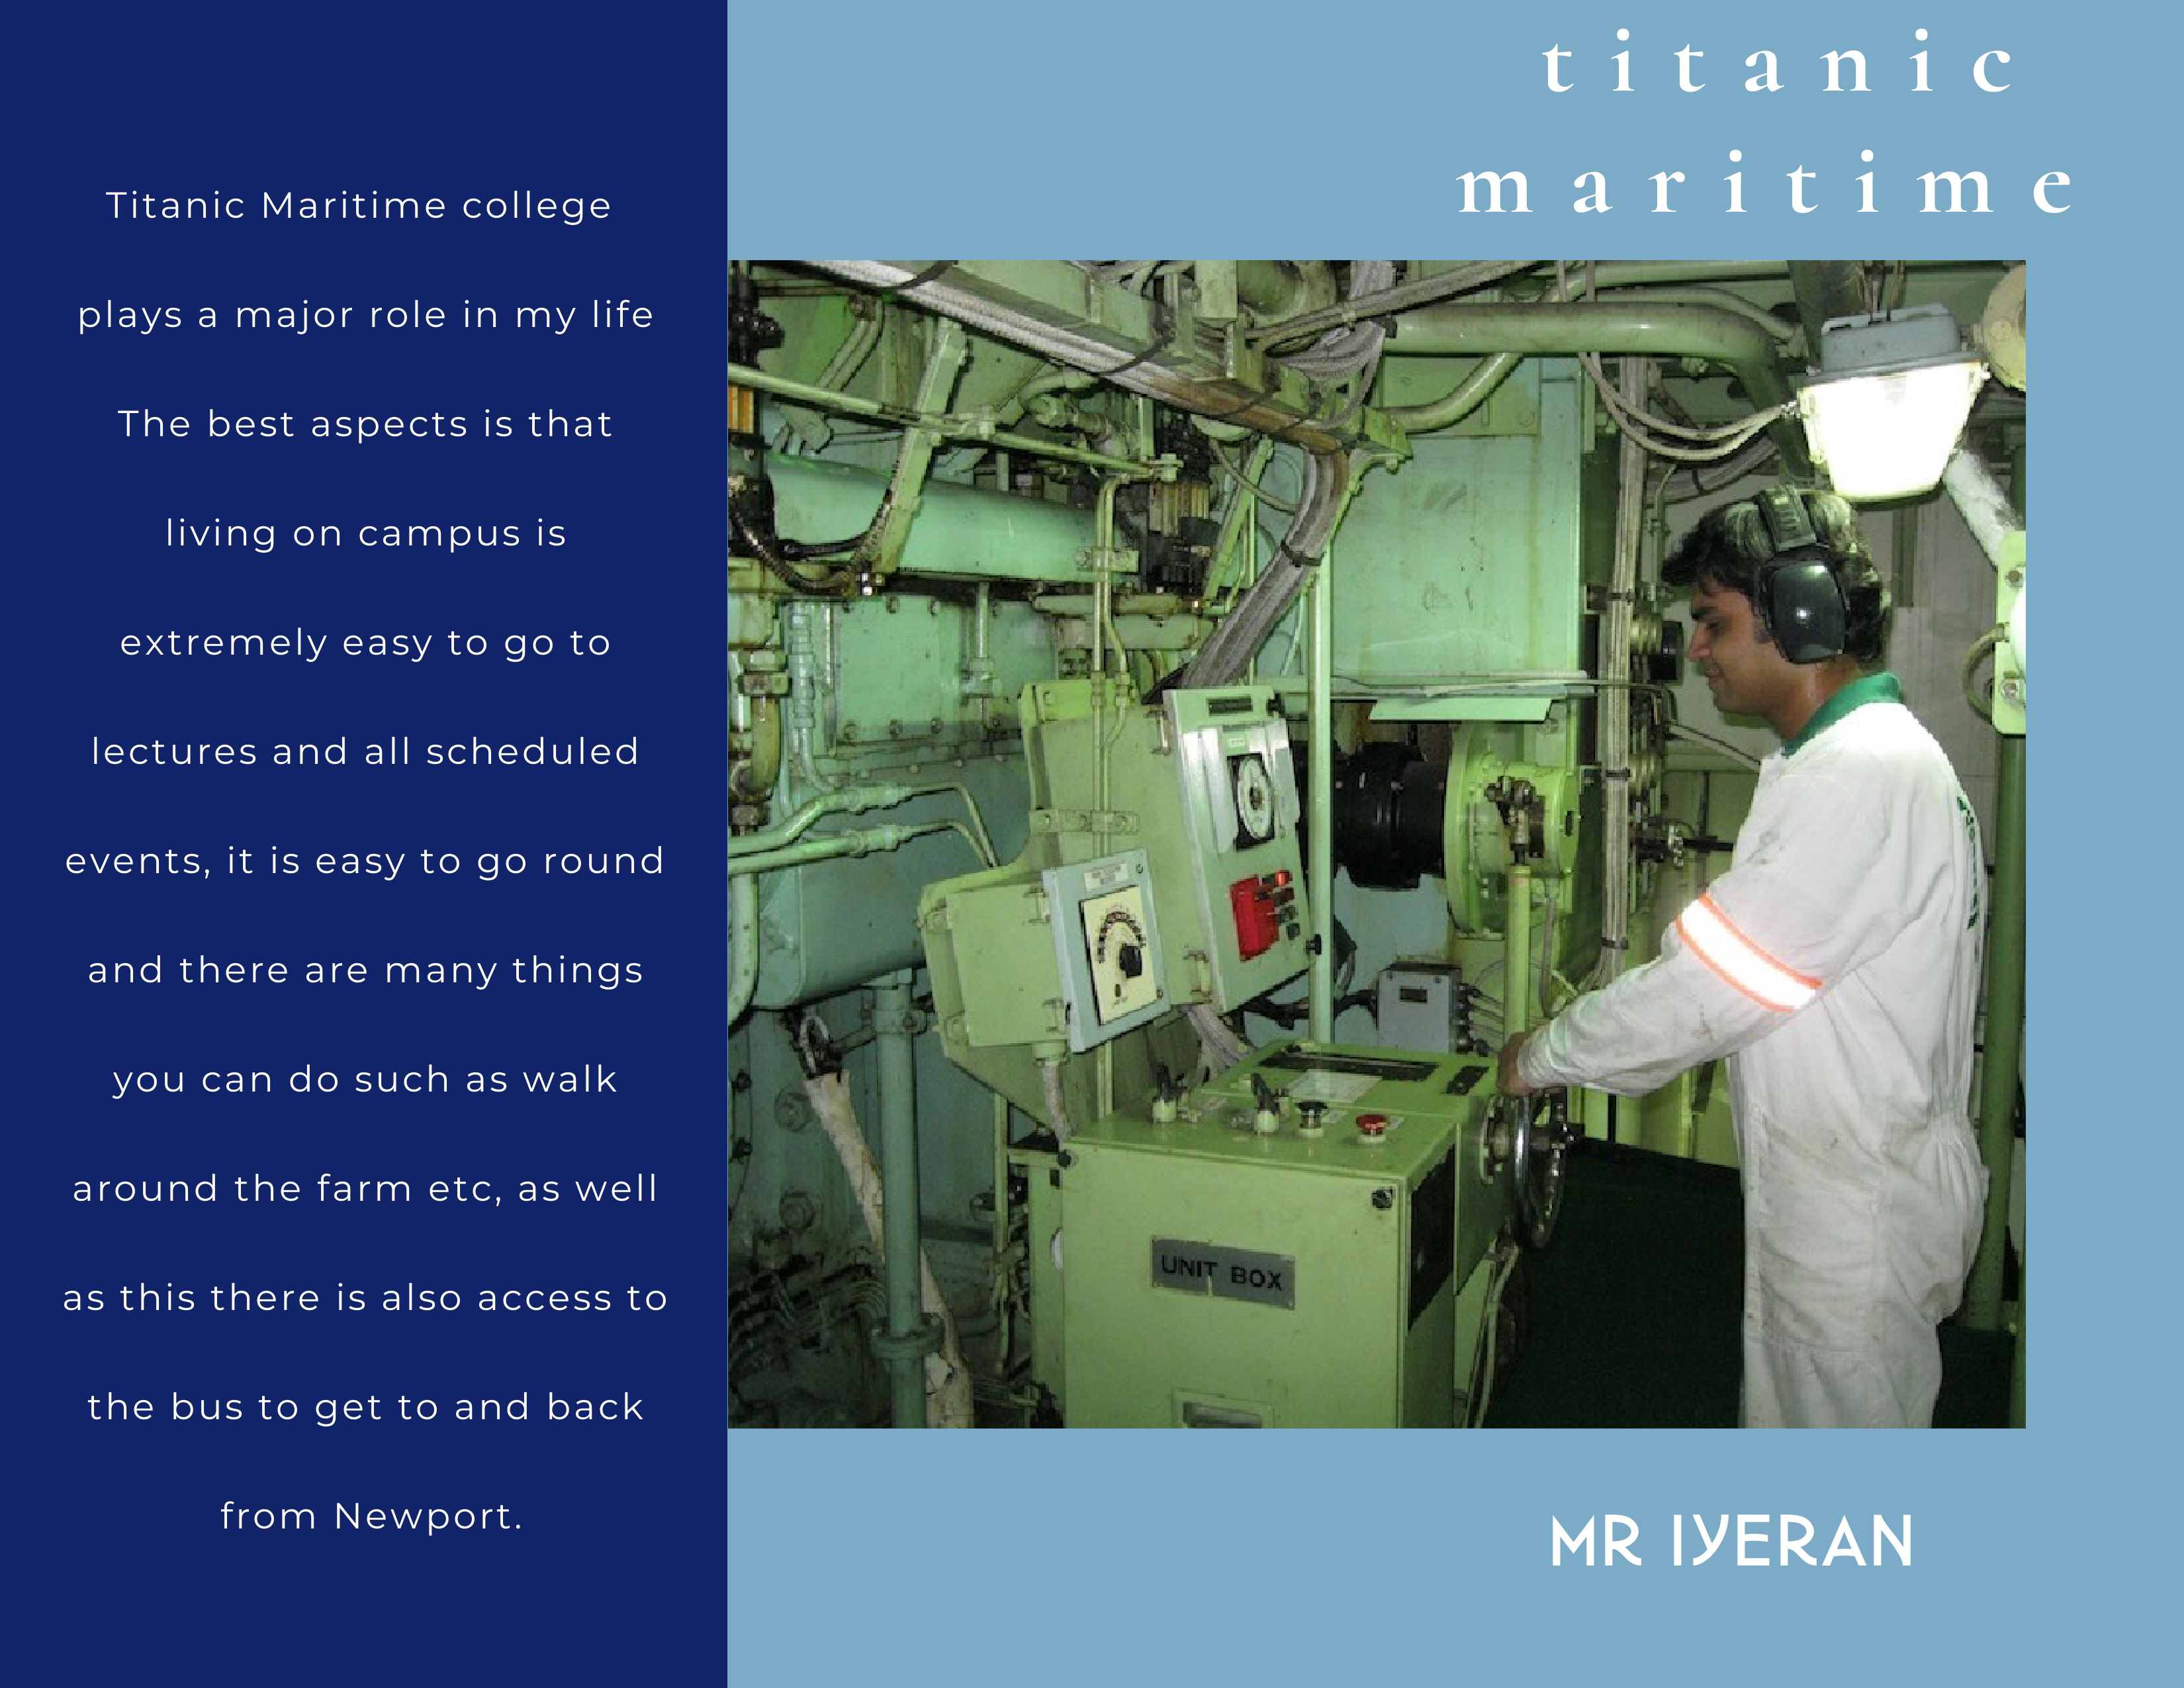 titanic
maritime
Titanic Maritime college
plays a major role in my life
The best aspects is that
living on campus is
extremely easy to go to
lectures and all scheduled
events, it is easy to go round
and there are many things
you can do such as walk
around the farm etc, as well
as this there is also access to
the bus to get to and back
from Newport.
UNIT BOX
MR IYERAN